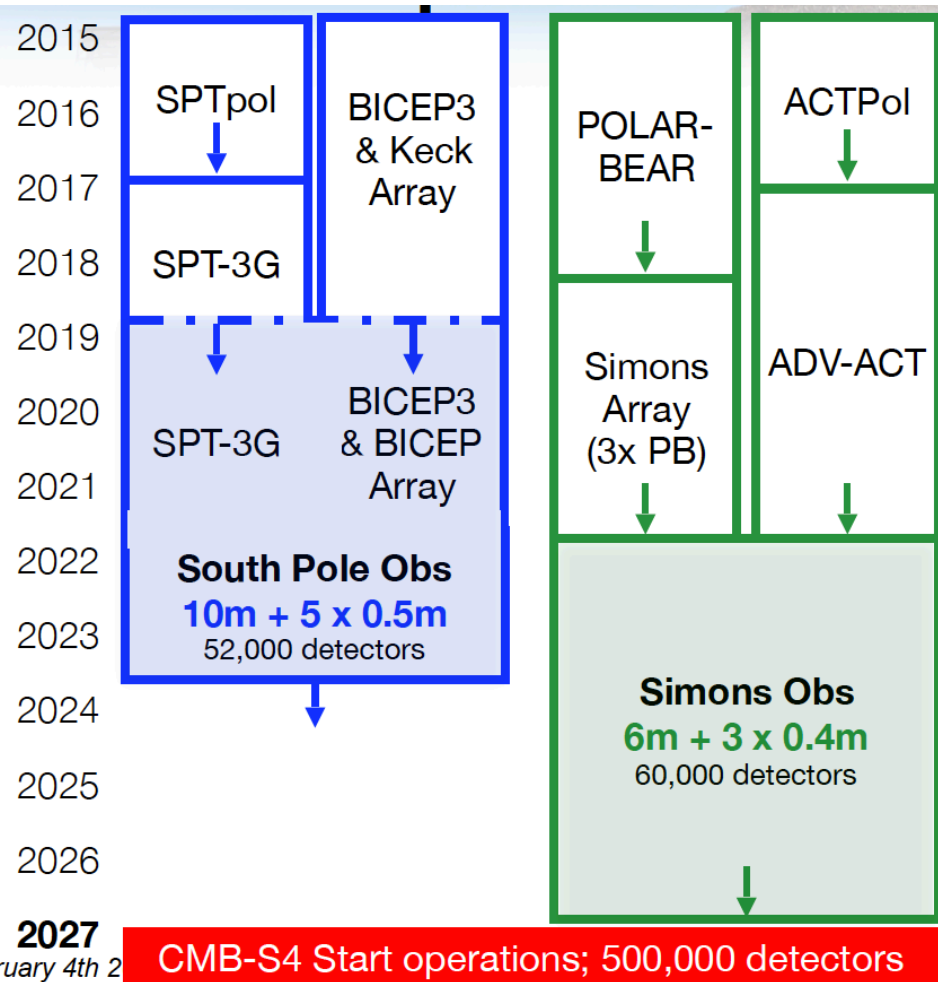 2015
2016
2017
2018
2019
2020
2021
2022
2023
2024
2025
2026
2027
SPTpol
BICEP3
& Keck
Array
SPT-3G
SPT-3G
BICEP3
& BICEP
Array
South Pole Obs
10m + 5 x 0.5m
52,000 detectors
POLAR-
BEAR
ACTPol
Simons
Array
(3x PB)
ADV-ACT
Simons Obs
6m + 3 x 0.4m
60,000 detectors
4th
CMB-S4 Start operations; 500,000 detectors